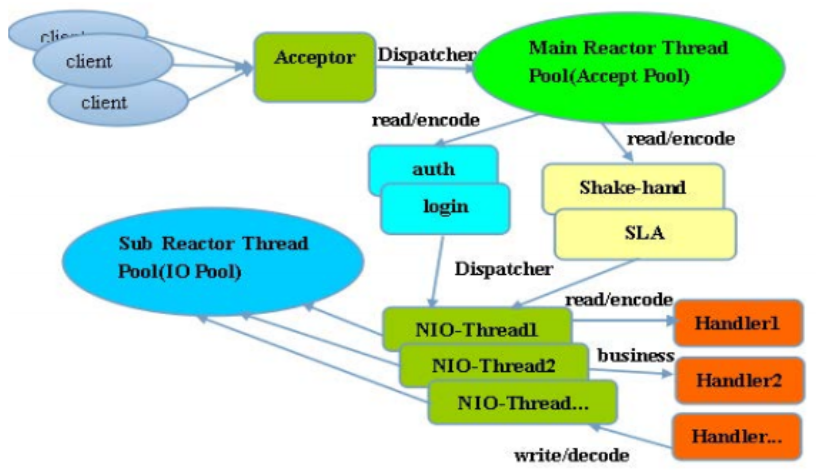 client
client
client
Acceptor
Dispatcher
Main Reactor Thread
Pool(Accept Pool)
read/encode
read/encode
auth
login
Shake-hand
SLA
Sub Reactor Thread
Pool(IO Pool)
Dispatcher
read/encode
NIO-Thread1
Handler1
business
NIO-Thread2
Handler2
NIO-Thread...
Handler...
write/decode